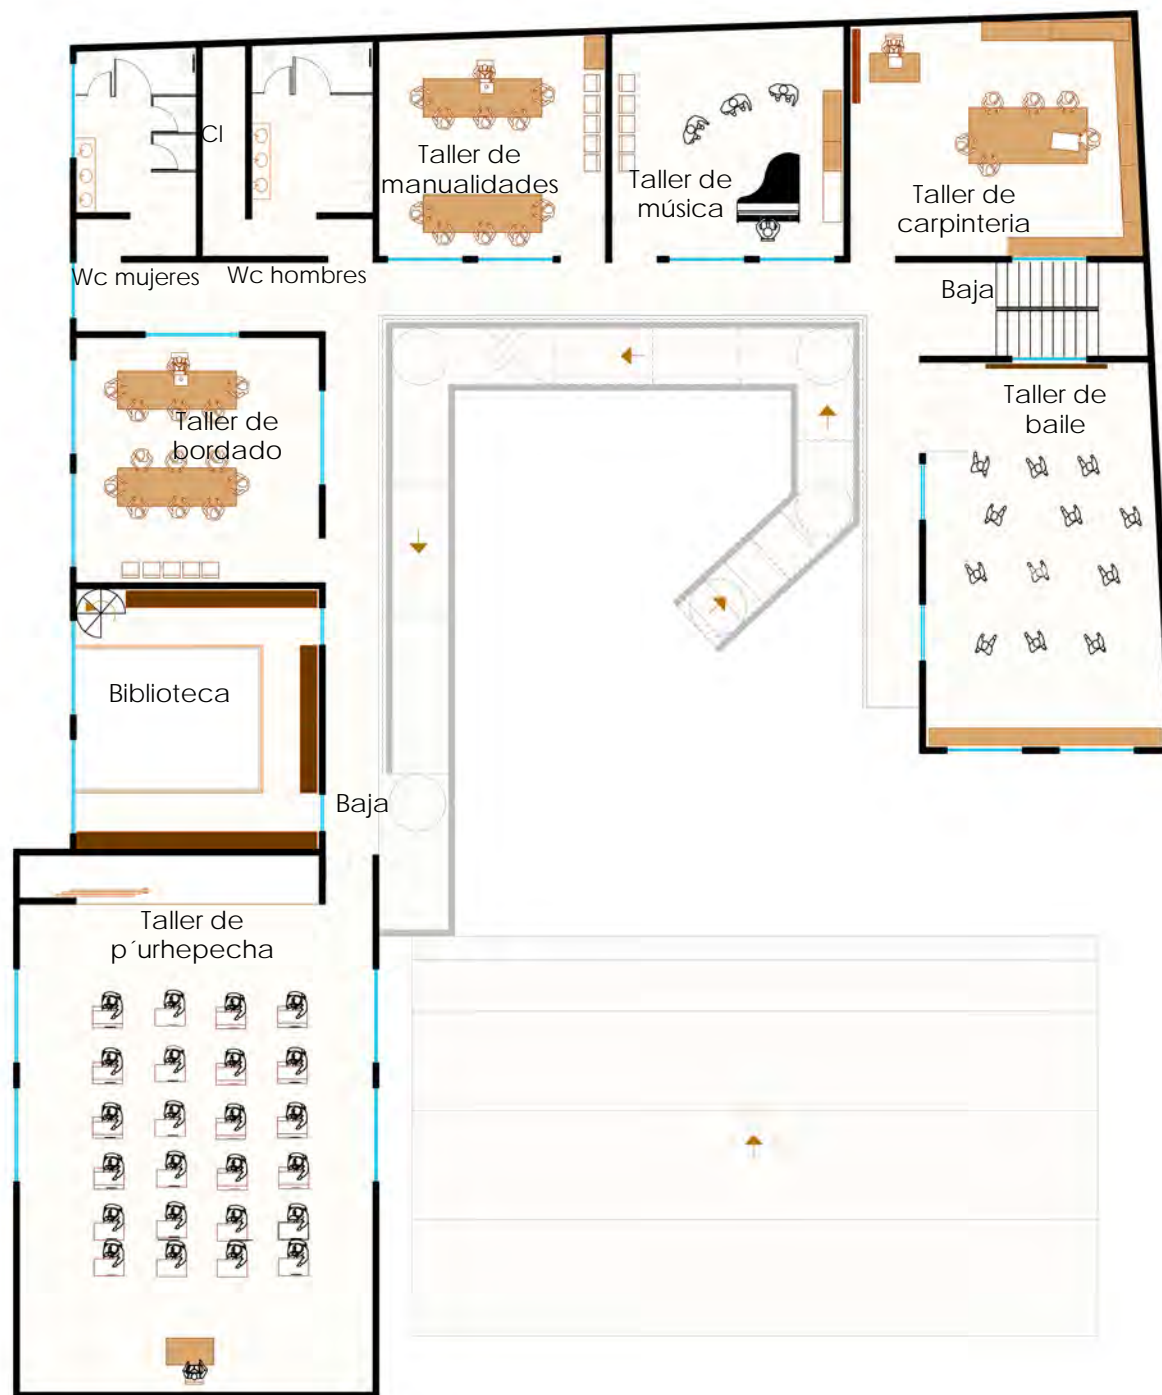 Cl
Taller de
manualidades
Taller de
música
Taller de
carpinteria
Wc mujeres
Wc hombres
Baja
Taller de
bordado
Taller de
baile
Biblioteca
Baja
Taller de
p´urhepecha